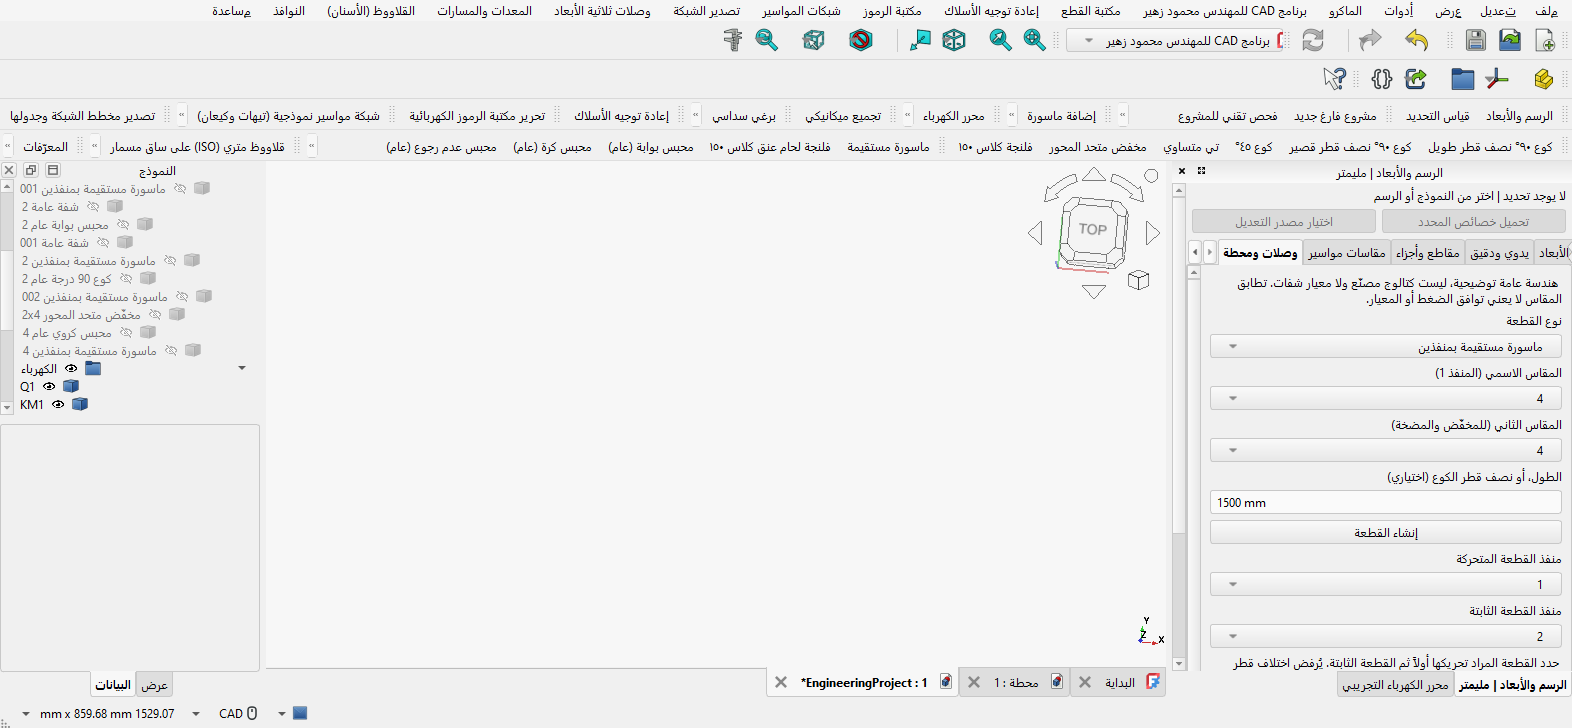 ملف تعديل عرض أدوات الماكرو برنامج CAD للمهندس محمود زهير مكتبة القطع إعادة توجيه الأسلاك مكتبة الرموز شبكات المواسير تصدير الشبكة وصلات ثلاثية الأبعاد المعدات والمسارات القلاووظ (الأسنان) النوافذ مساعدة
برنامج CAD للمهندس محمود زهير
الرسم والأبعاد قياس التحديد مشروع فارغ جديد فحص تقني للمشروع إضافة ماسورة محرر الكهرباء تجميع ميكانيكي برغي سداسي إعادة توجيه الأسلاك تحرير مكتبة الرموز الكهربائية شبكة مواسير نموذجية (تيهات وكيعان) تصدير مخطط الشبكة وجدولها
كوع ٩٠° نصف قطر طويل كوع ٩٠° نصف قطر قصير كوع ٤٥° تي متساوي مخفض متحد المحور فلنجة كلاس ١٥٠ ماسورة مستقيمة فلنجة لحام عنق كلاس ١٥٠ محبس بوابة (عام) محبس كرة (عام) محبس عدم رجوع (عام) قلاووظ متري (ISO) على ساق مسمار المعرّفات
الرسم والأبعاد | مليمتر
لا يوجد تحديد | اختر من النموذج أو الرسم
تحميل خصائص المحدد اختيار مصدر التعديل
الأبعاد يدوي ودقيق مقاطع وأجزاء مقاسات مواسير وصلات ومحطة
هندسة عامة توضيحية، ليست كتالوج مصنّع ولا معيار شفات. تطابق
المقاس لا يعني توافق الضغط أو المعيار.
نوع القطعة
ماسورة مستقيمة بمنفذين
المقاس الاسمي (المنفذ 1)
4
المقاس الثاني (للمخفّض والمضخة)
4
الطول، أو نصف قطر الكوع (اختياري)
1500 mm
إنشاء القطعة
منفذ القطعة المتحركة
1
منفذ القطعة الثابتة
2
حدد القطعة المراد تحريكها أولاً ثم القطعة الثابتة. يُرفض اختلاف قطر
الرسم والأبعاد | مليمتر محرر الكهرباء التجريبي
TOP
Y
Z
X
البداية محطة : 1 EngineeringProject : 1*
النموذج
ماسورة مستقيمة بمنفذين 001
شفة عامة 2
محبس بوابة عام 2
شفة عامة 001
ماسورة مستقيمة بمنفذين 2
كوع 90 درجة عام 2
ماسورة مستقيمة بمنفذين 002
مخفّض متحد المحور 2x4
محبس كروي عام 4
ماسورة مستقيمة بمنفذين 4
الكهرباء
Q1
KM1
عرض البيانات
CAD mm x 859.68 mm 1529.07